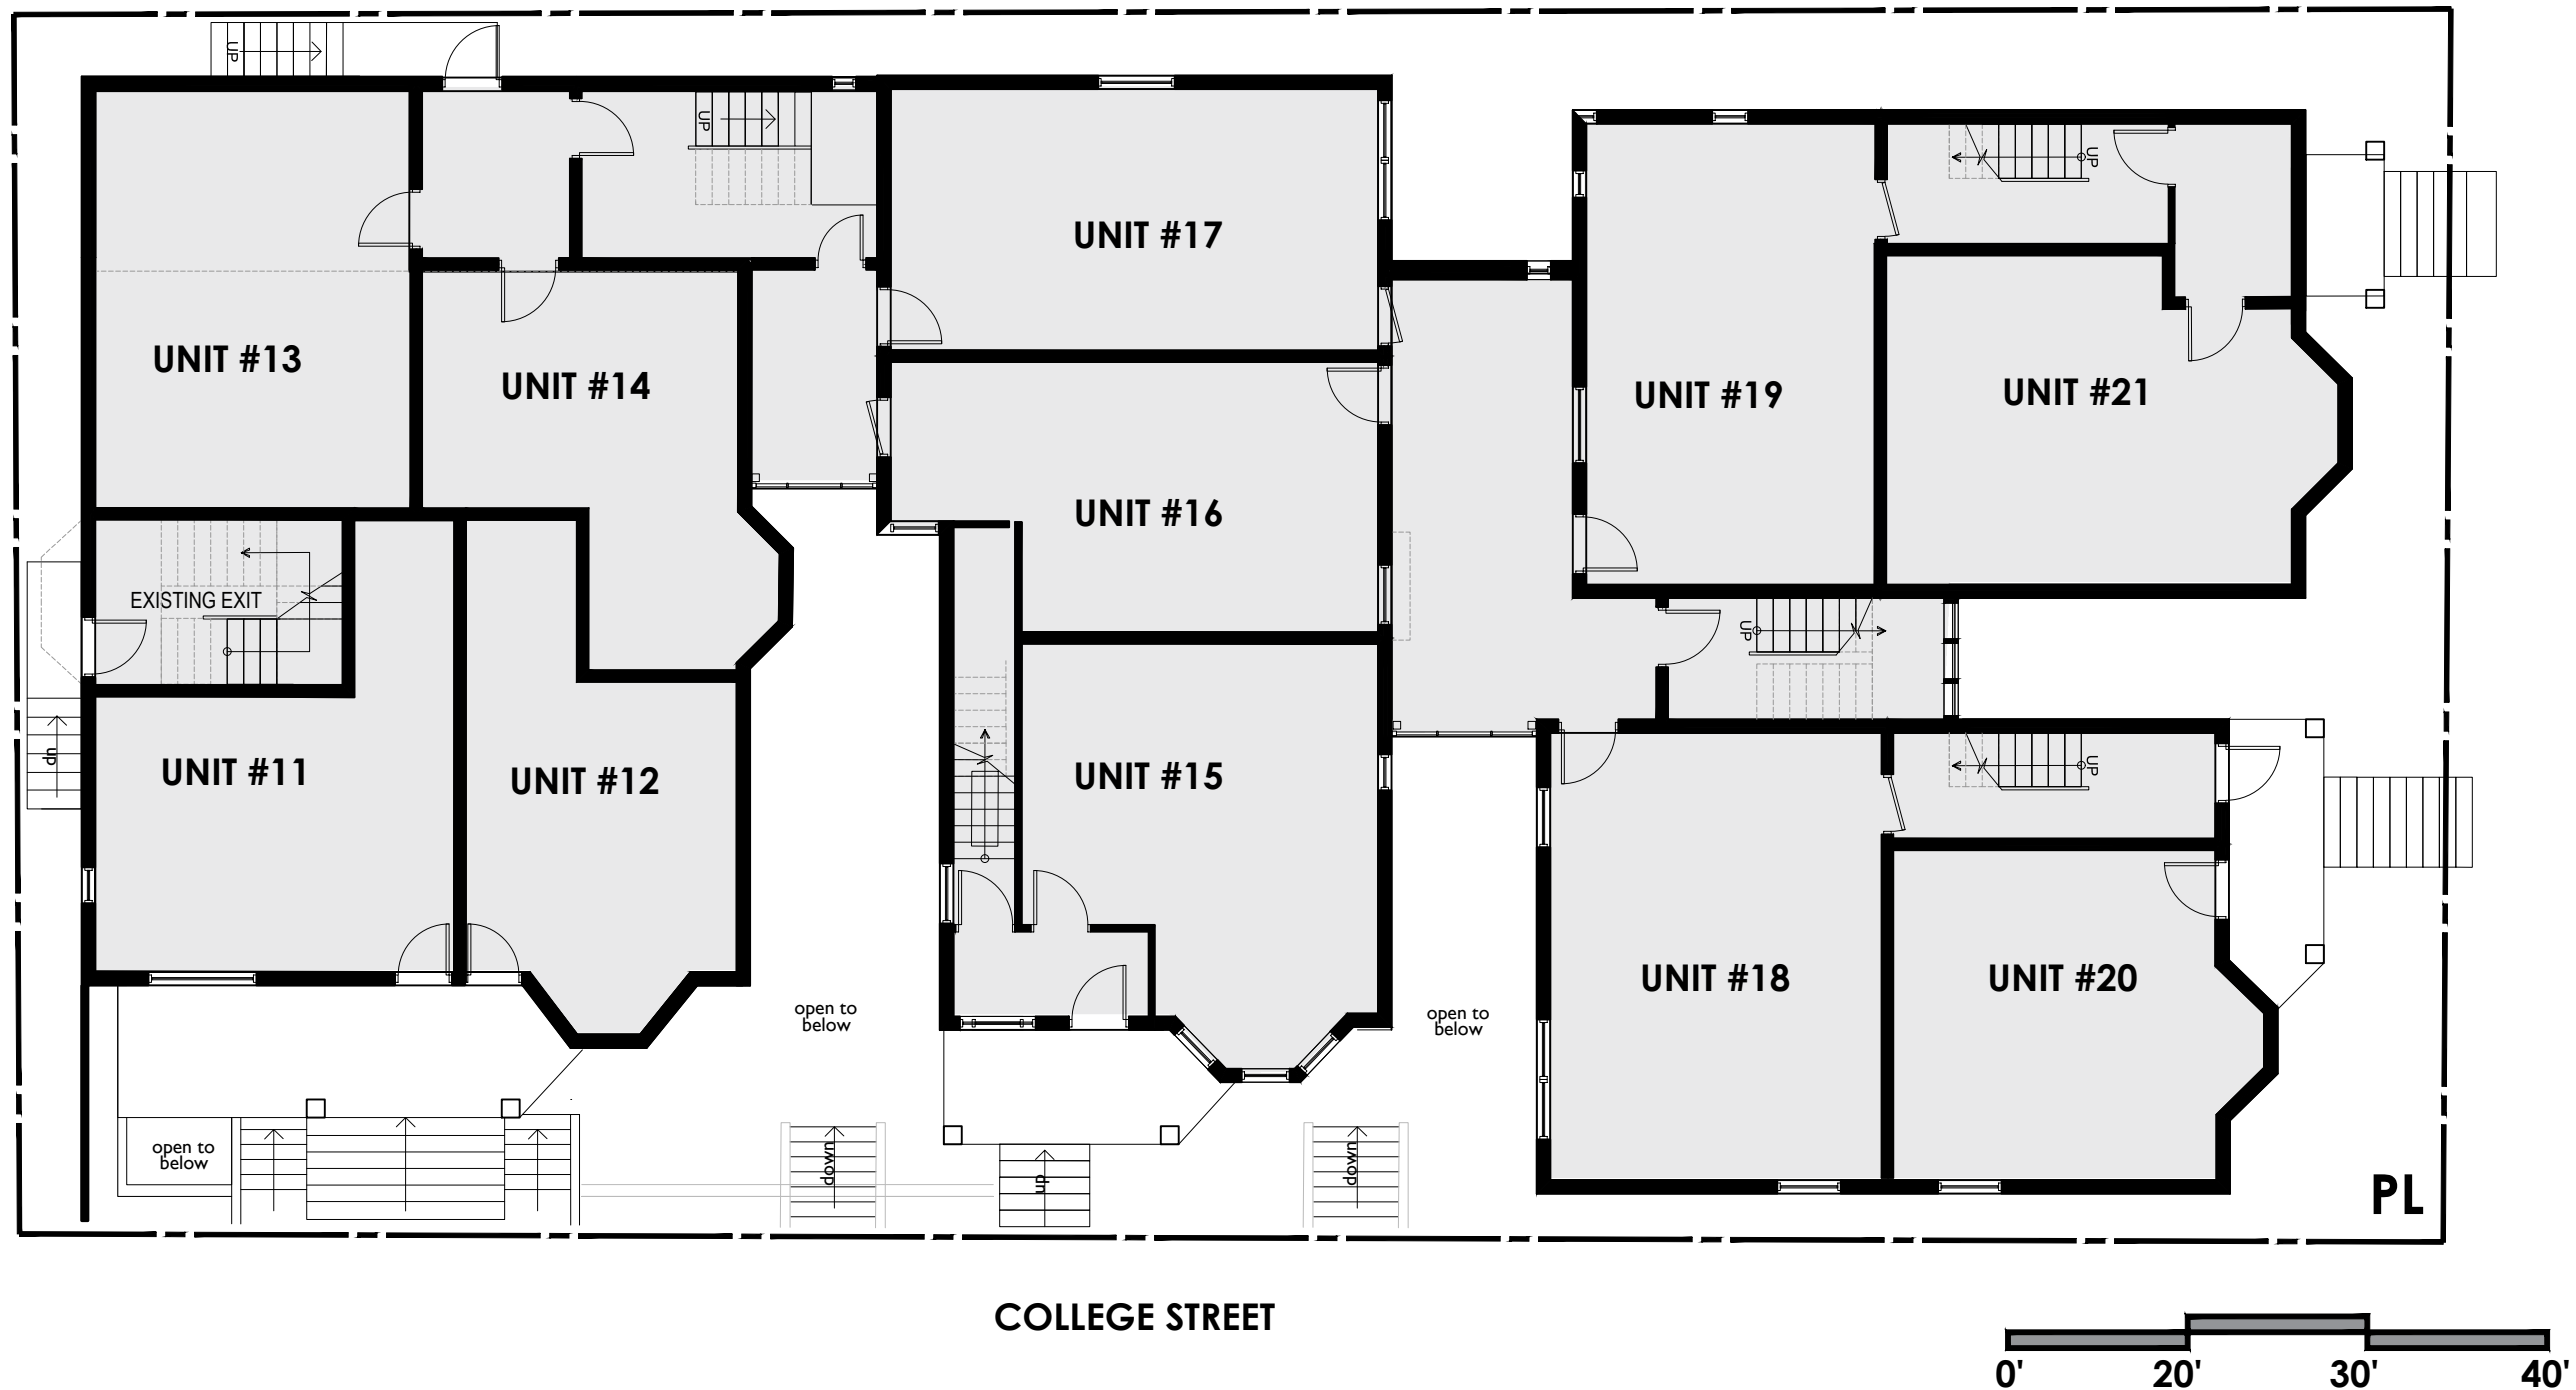 UP
UP
UP
UNIT #17
UNIT #13
UNIT #14
UNIT #19
UNIT #21
UNIT #16
EXISTING EXIT
UP
up
UNIT #11
UNIT #12
UNIT #15
UP
UNIT #18
UNIT #20
open to
below
open to
below
open to
below
down
dn
down
PL
COLLEGE STREET
0' 20' 30' 40'